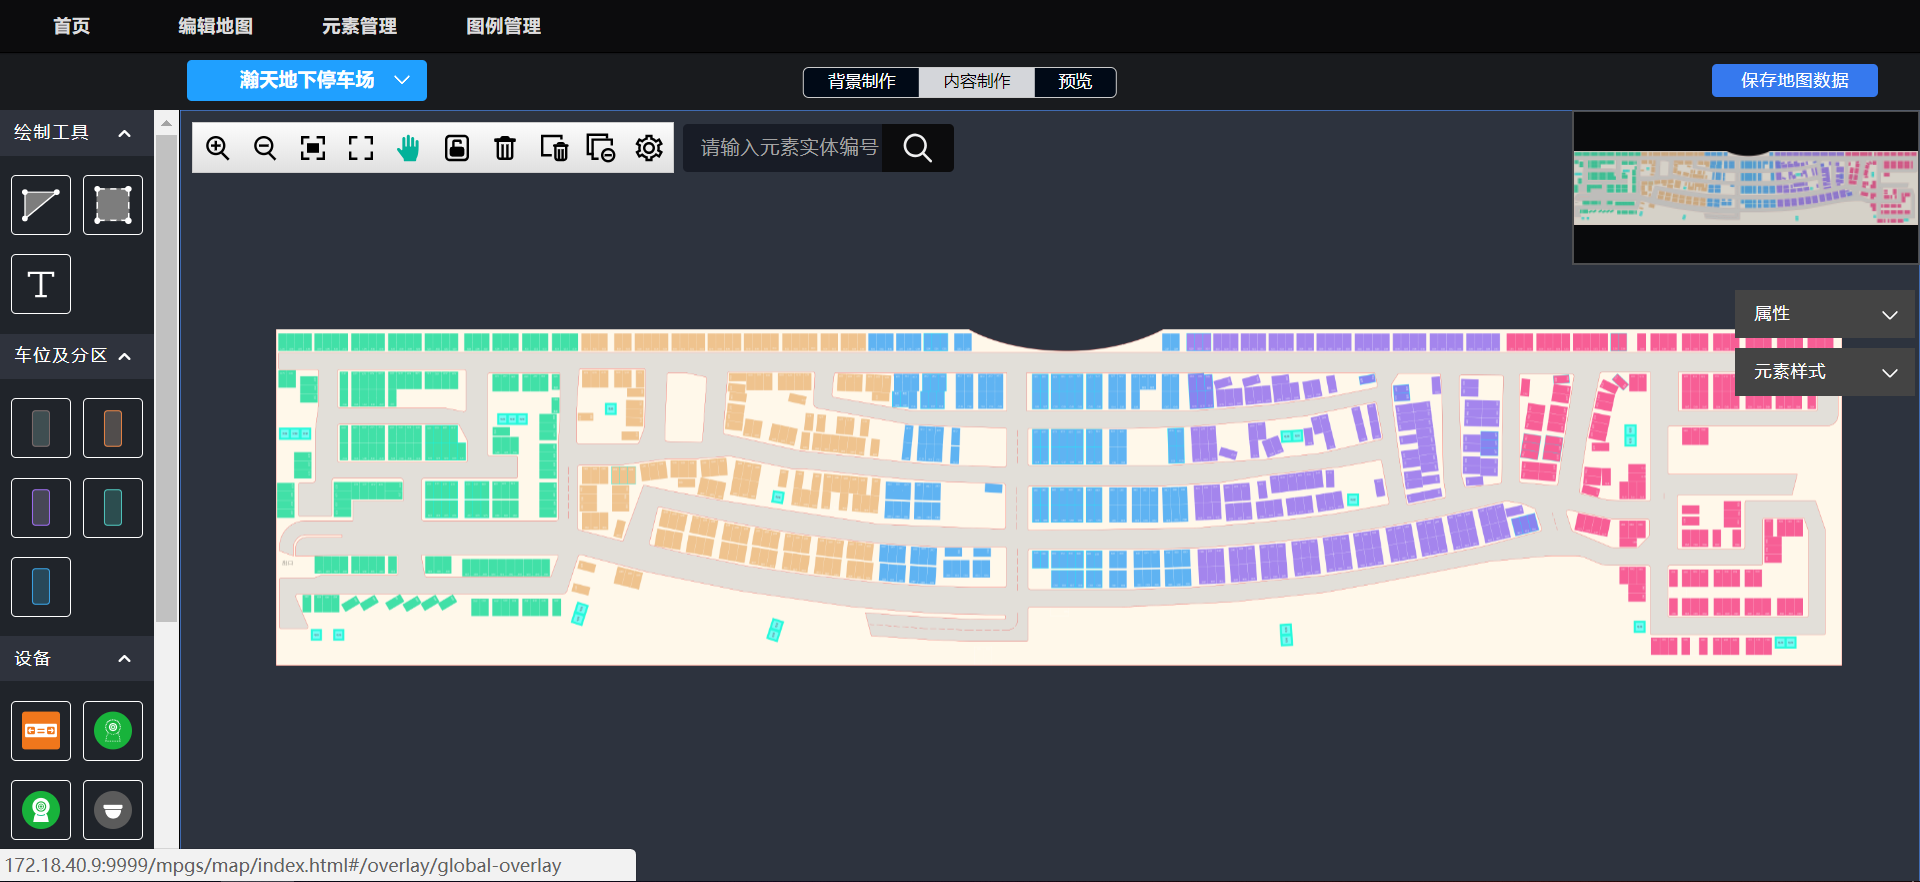 首页 编辑地图 元素管理 图例管理
瀚天地下停车场 背景制作 内容制作 预览 保存地图数据
绘制工具
请输入元素实体编号
T
属性
车位及分区
元素样式
设备
172.18.40.9:9999/mpgs/map/index.html#/overlay/global-overlay